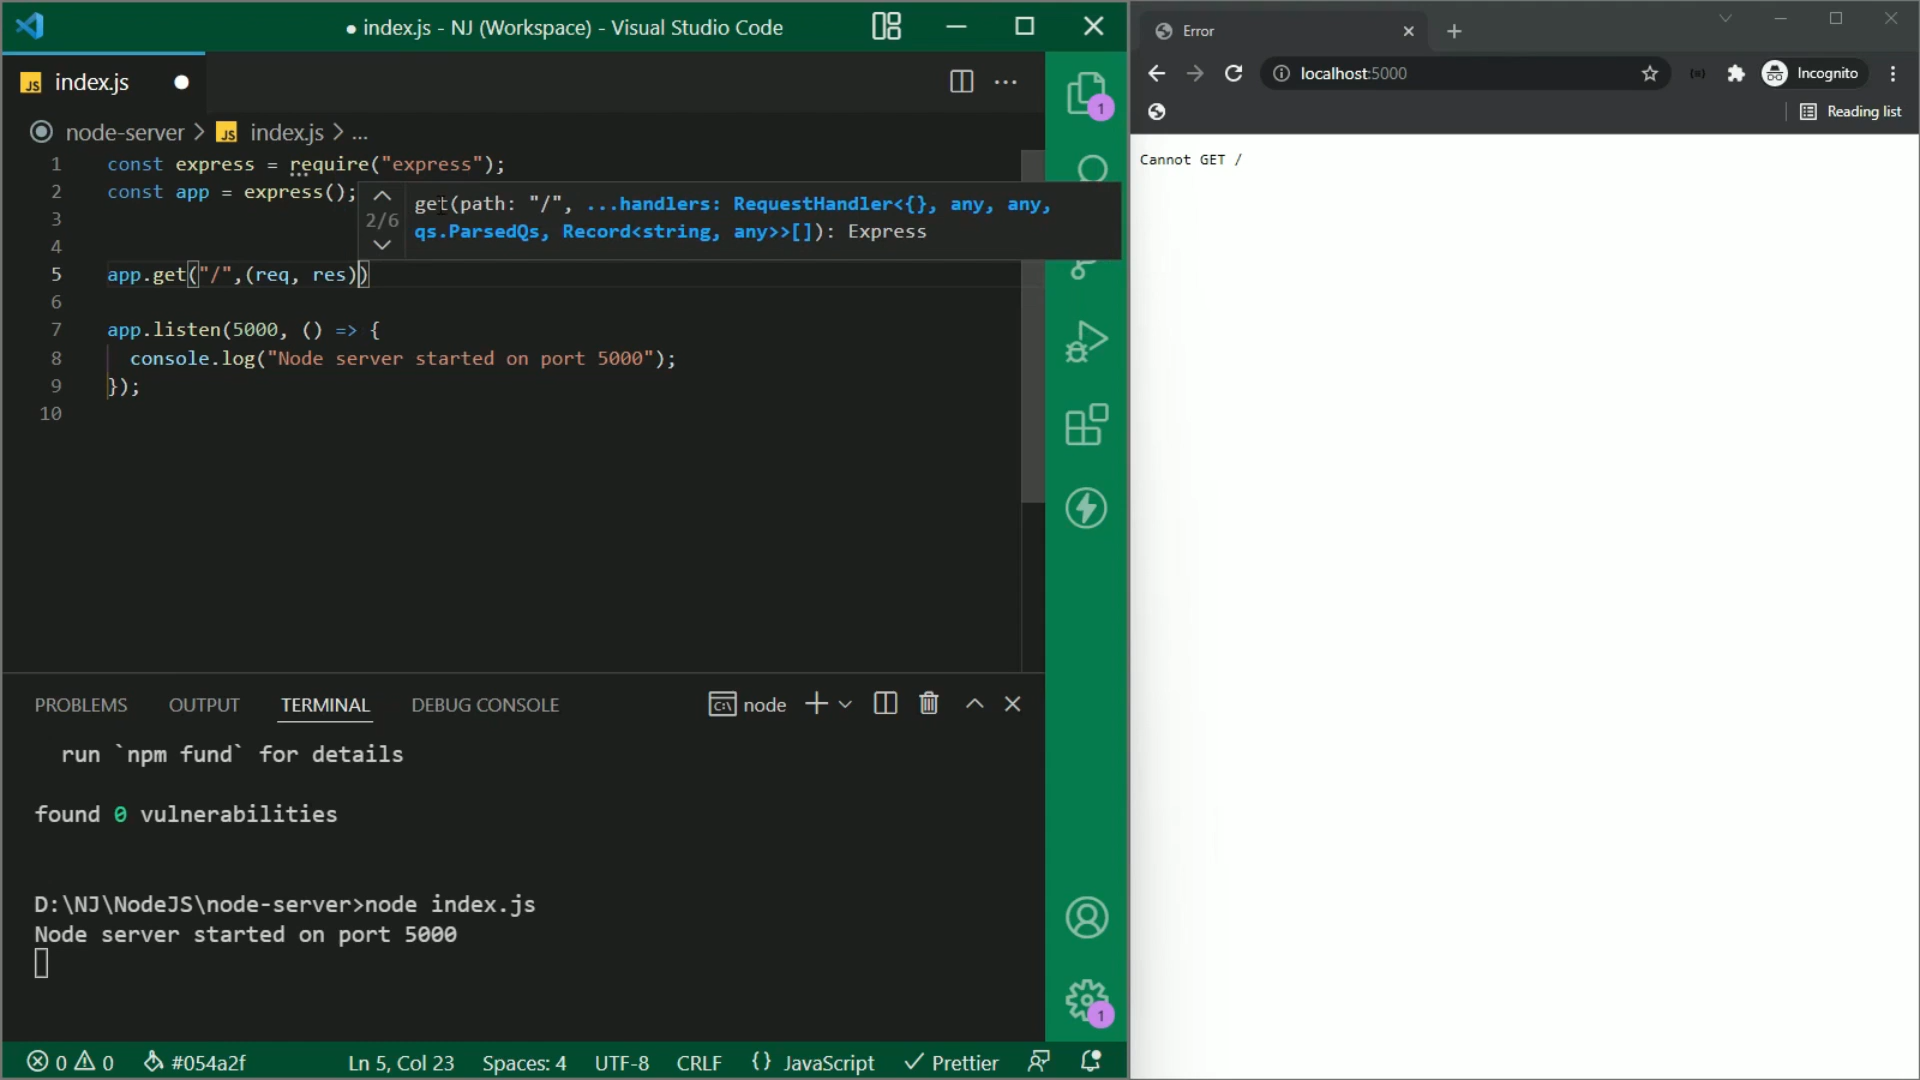 index.js - NJ (Workspace) - Visual Studio Code
index.js
node-server > index.js > ...
1 const express = require("express");
2 const app = express();
3
4
5 app.get("/",(req, res))
6
7 app.listen(5000, () => {
8 console.log("Node server started on port 5000");
9 });
10
2/6
get(path: "/", ...handlers: RequestHandler<{}, any, any,
qs.ParsedQs, Record<string, any>>[]): Express
1
PROBLEMS OUTPUT TERMINAL DEBUG CONSOLE node
run `npm fund` for details
found 0 vulnerabilities
D:\NJ\NodeJS\node-server>node index.js
Node server started on port 5000
1
0 0 #054a2f Ln 5, Col 23 Spaces: 4 UTF-8 CRLF {} JavaScript Prettier
Error
localhost:5000 Incognito
Reading list
Cannot GET /